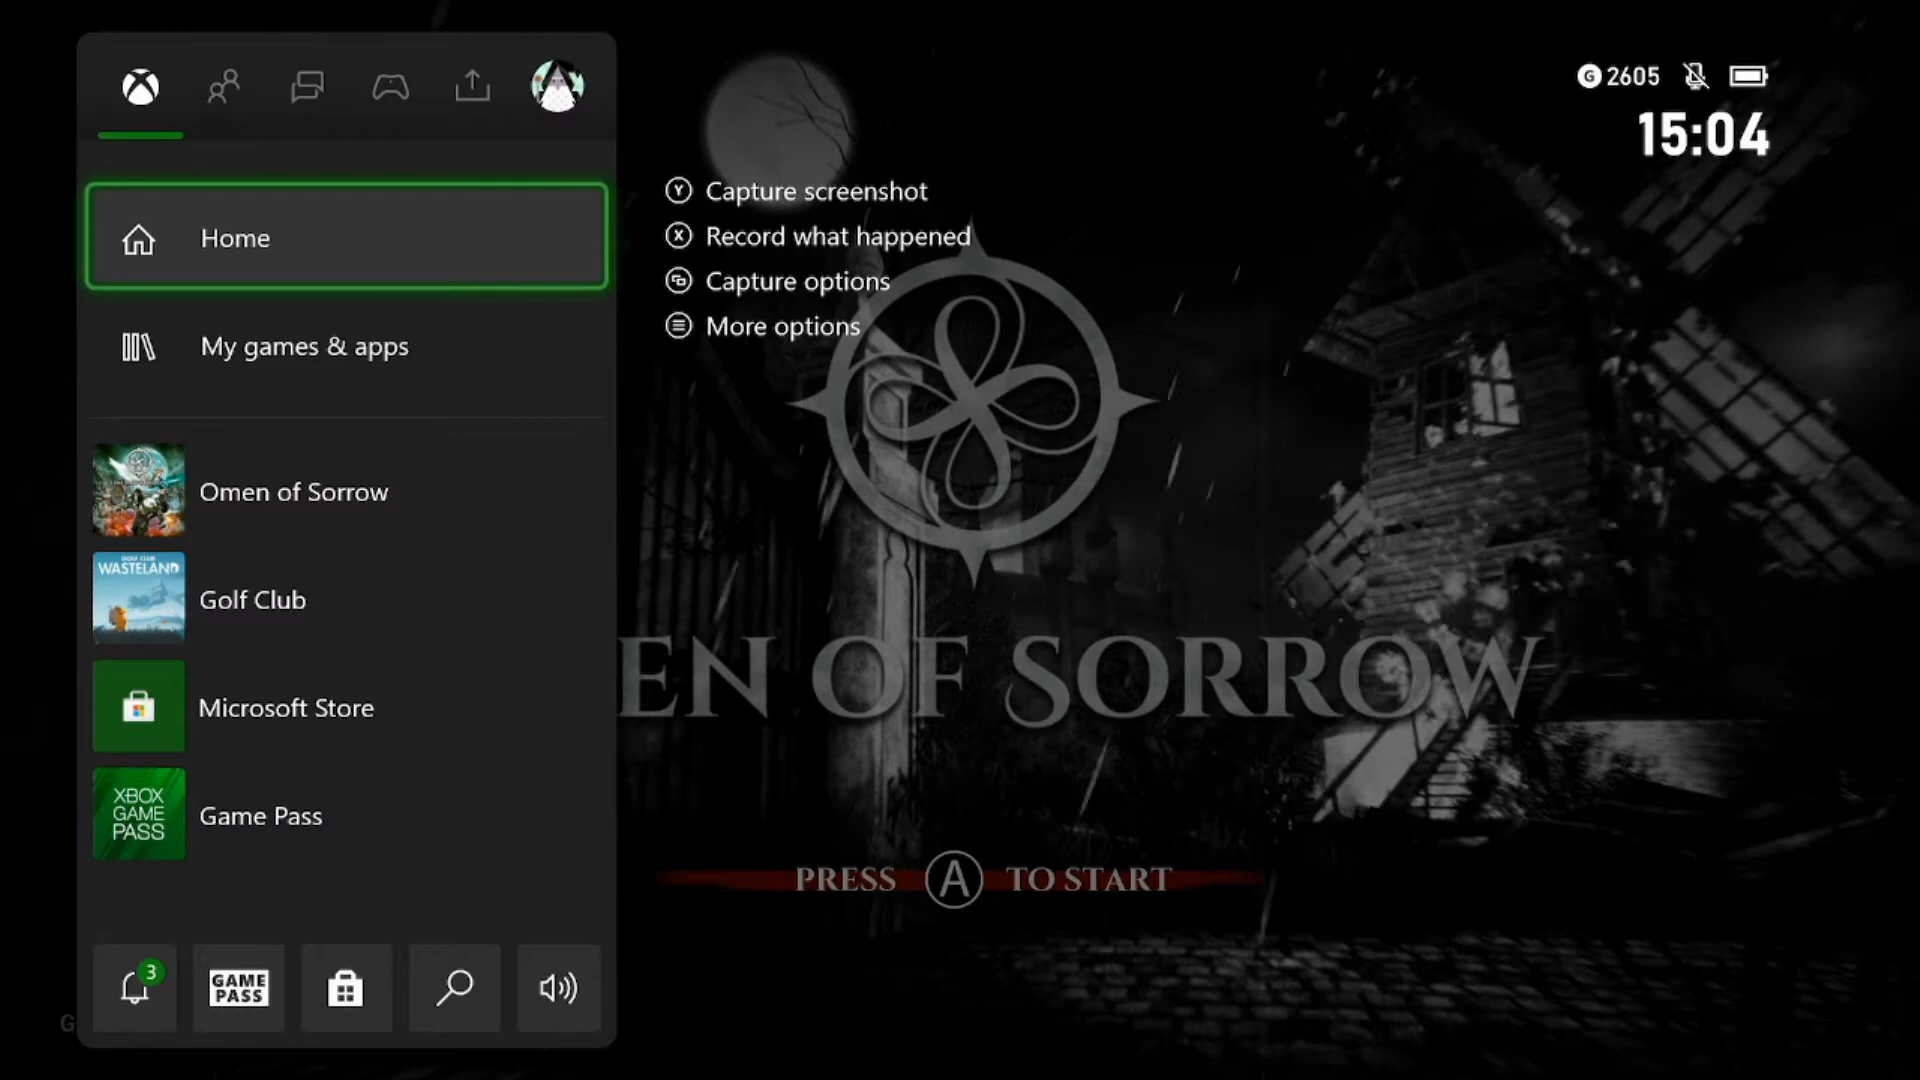 G 2605
15:04
Home
My games & apps
Y Capture screenshot
X Record what happened
Capture options
More options
Omen of Sorrow
GOLF CLUB
WASTELAND
Golf Club
Microsoft Store
XBOX
GAME
PASS
Game Pass
EN OF SORROW
PRESS A TO START
3
GAME
PASS
G